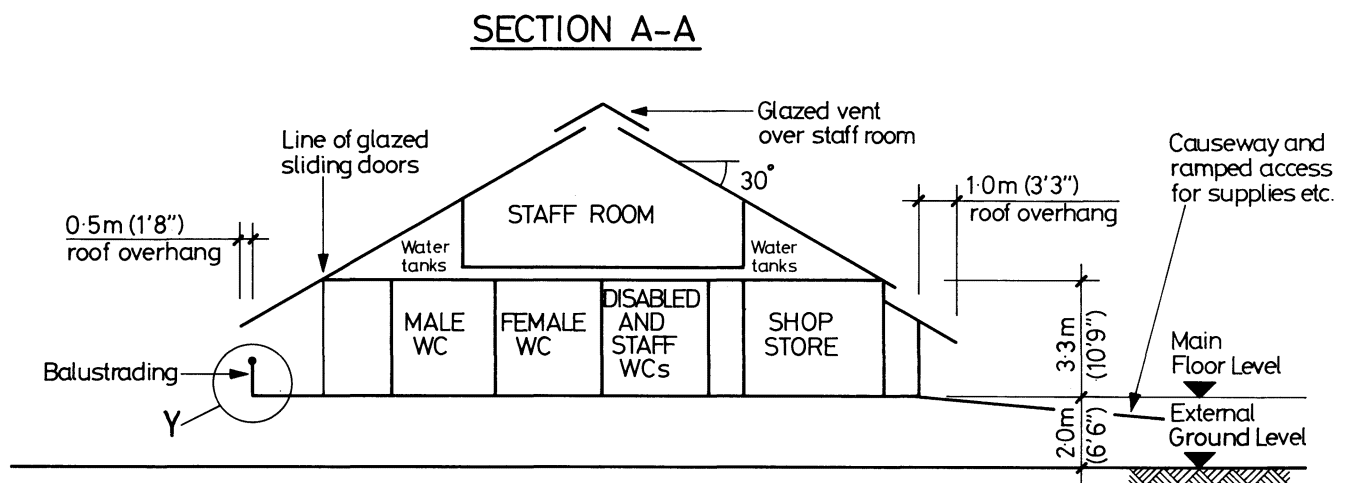 SECTION A-A
Glazed vent
over staff room
Line of glazed
sliding doors
Causeway and
ramped access
for supplies etc.
30°
1·0m (3'3")
roof overhang
0·5m (1'8")
roof overhang
STAFF ROOM
Water
tanks
Water
tanks
MALE
WC
FEMALE
WC
DISABLED
AND
STAFF
WCs
SHOP
STORE
3·3m
(10'9")
Main
Floor Level
Balustrading
Y
2·0m
(6'6")
External
Ground Level